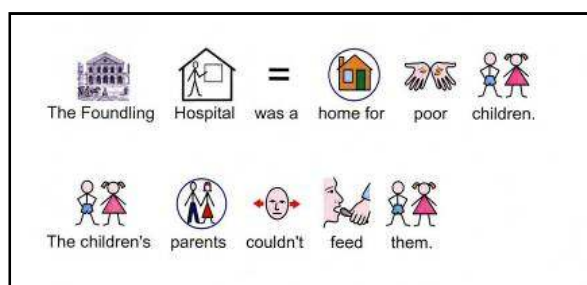 The Foundling Hospital was a home for poor children.
The children's parents couldn't feed them.